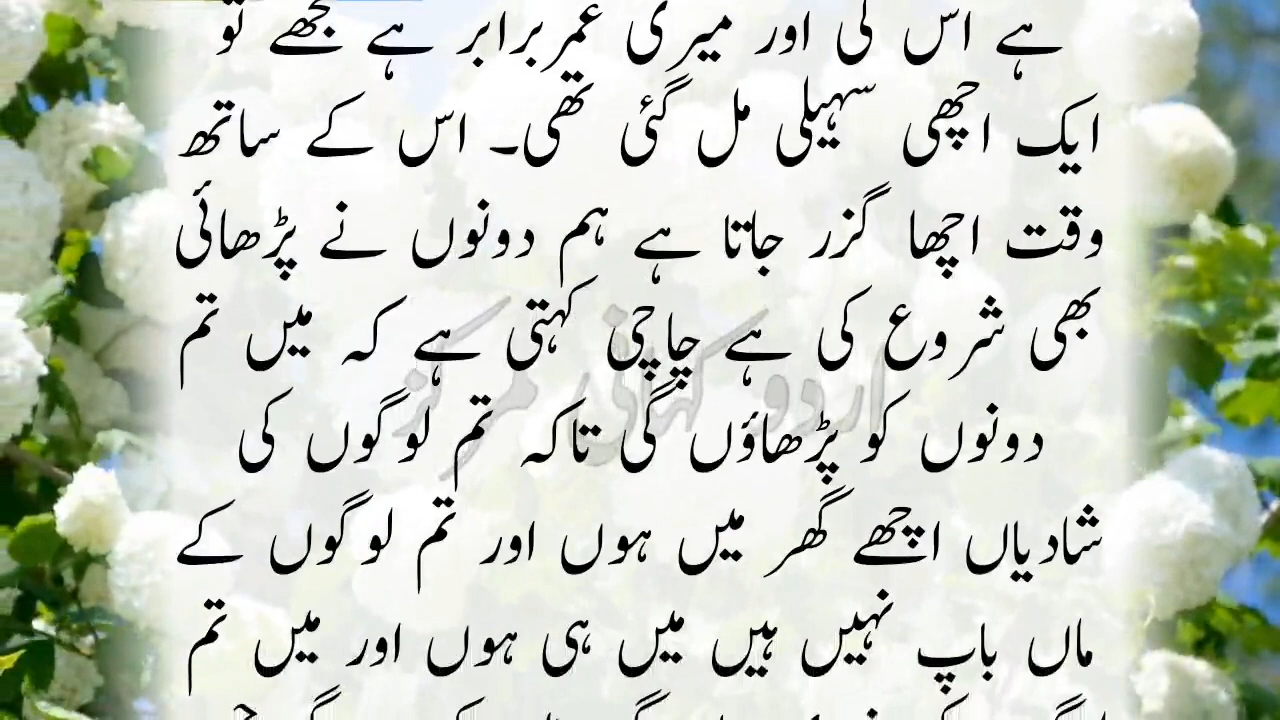 ہے اس کی اور میری عمر برابر ہے مجھے تو
ایک اچھی سہیلی مل گئی تھی۔ اس کے ساتھ
وقت اچھا گزر جاتا ہے ہم دونوں نے پڑھائی
بھی شروع کی ہے چاچی کہتی ہے کہ میں تم
دونوں کو پڑھاؤں گی تاکہ تم لوگوں کی
شادیاں اچھے گھر میں ہوں اور تم لوگوں کے
ماں باپ نہیں ہیں میں ہی ہوں اور میں تم
اردو کہانی مرکز